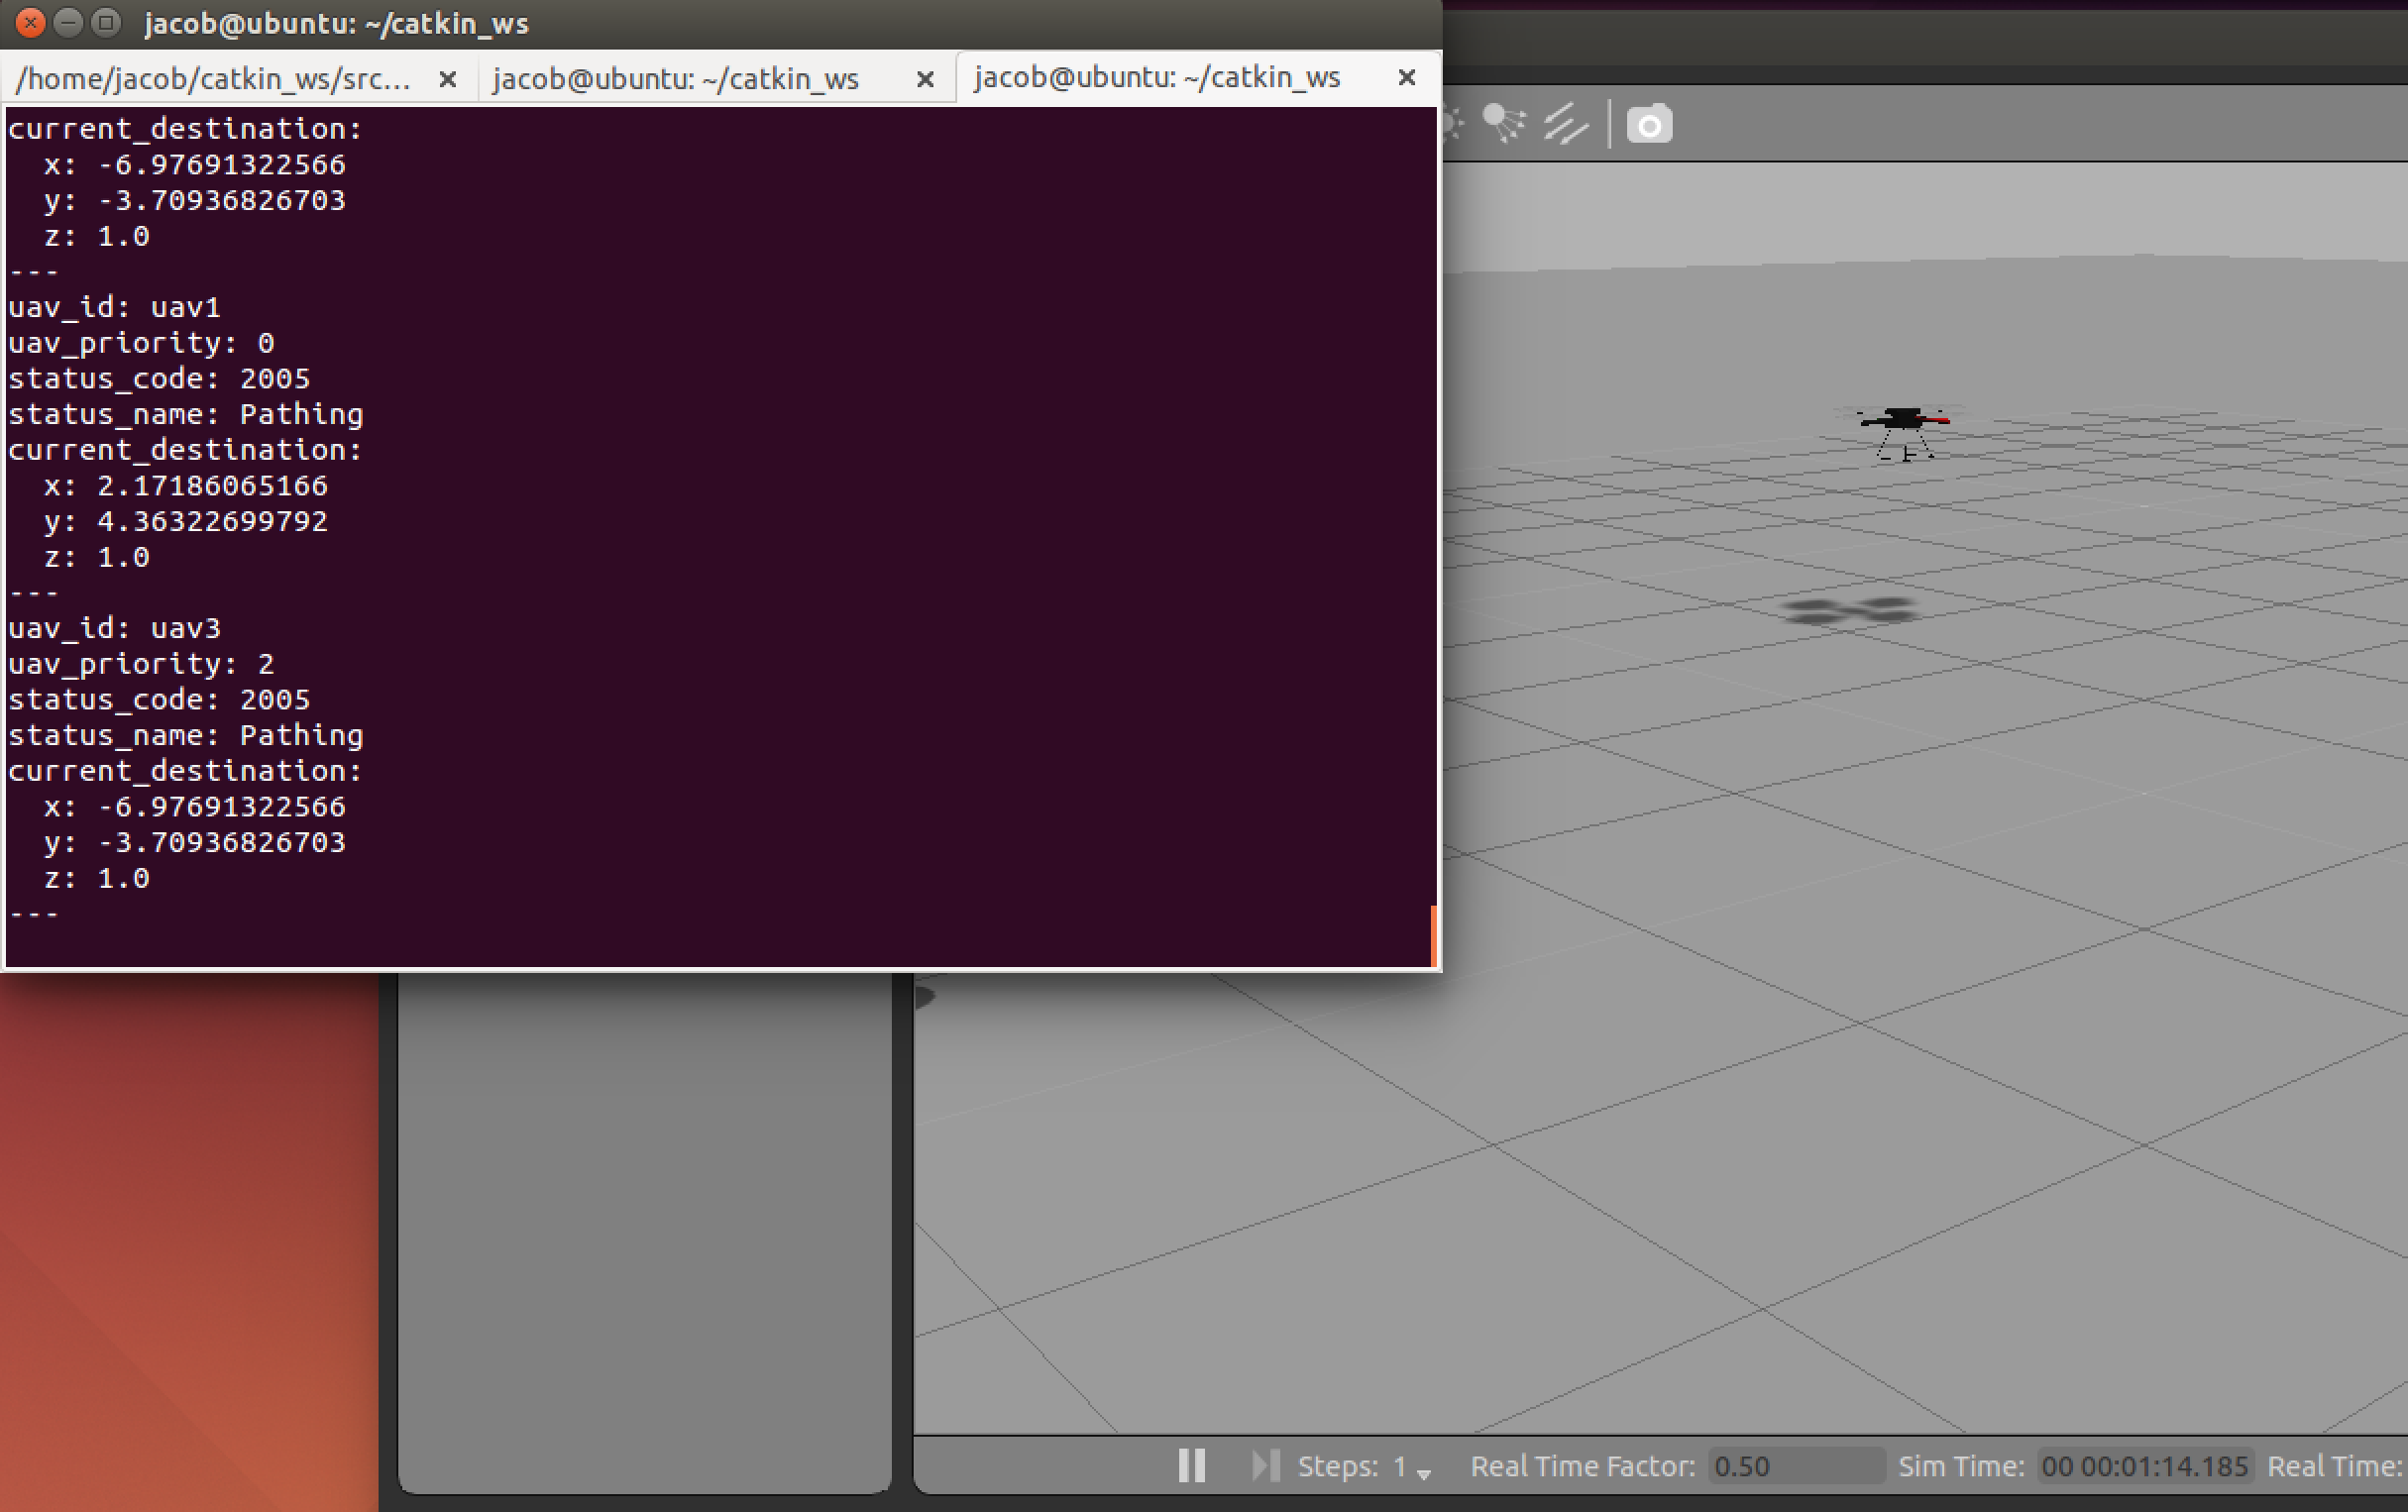 jacob@ubuntu: ~/catkin_ws
/home/jacob/catkin_ws/src...
jacob@ubuntu: ~/catkin_ws
jacob@ubuntu: ~/catkin_ws
current_destination:
x: -6.97691322566
y: -3.70936826703
z: 1.0
---
uav_id: uav1
uav_priority: 0
status_code: 2005
status_name: Pathing
current_destination:
x: 2.17186065166
y: 4.36322699792
z: 1.0
---
uav_id: uav3
uav_priority: 2
status_code: 2005
status_name: Pathing
current_destination:
x: -6.97691322566
y: -3.70936826703
z: 1.0
---
Steps: 1 Real Time Factor: 0.50 Sim Time: 00 00:01:14.185 Real Time: